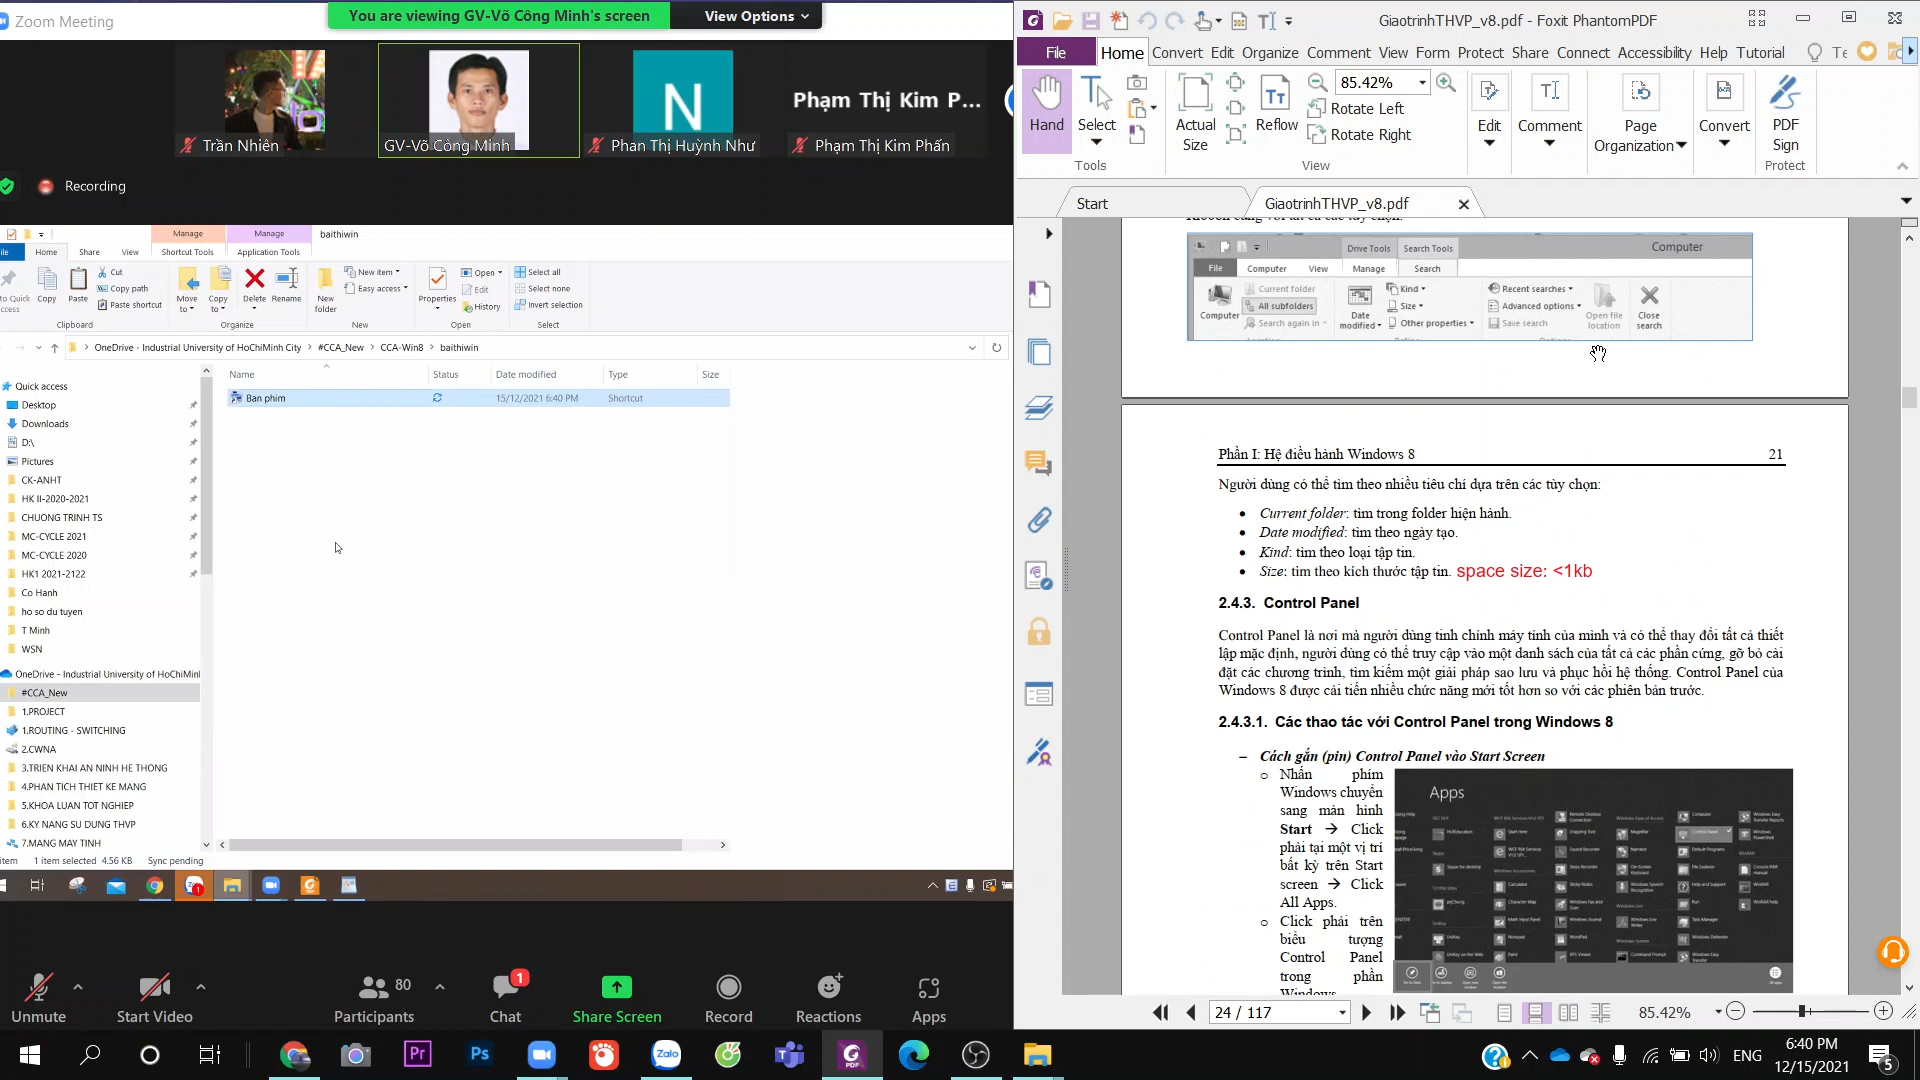 Zoom Meeting
You are viewing GV-Võ Công Minh's screen
View Options
Trần Nhiên
GV-Võ Công Minh
N
Phan Thị Huỳnh Như
Phạm Thị Kim P...
Phạm Thị Kim Phấn
Recording
Manage
Manage
baithiwin
Home
Share
View
Shortcut Tools
Application Tools
Copy
Paste
Cut
Copy path
Paste shortcut
Clipboard
Move to
Copy to
Delete
Rename
Organize
New folder
New item
Easy access
New
Properties
Open
Edit
History
Open
Select all
Select none
Invert selection
Select
OneDrive - Industrial University of HoChiMinh City > #CCA_New > CCA-Win8 > baithiwin
Name
Status
Date modified
Type
Size
Ban phim
15/12/2021 6:40 PM
Shortcut
Quick access
Desktop
Downloads
D:\
Pictures
CK-ANHT
HK II-2020-2021
CHUONG TRINH TS
MC-CYCLE 2021
MC-CYCLE 2020
HK1 2021-2122
Co Hanh
ho so du tuyen
T Minh
WSN
OneDrive - Industrial University of HoChiMinl
#CCA_New
1.PROJECT
1.ROUTING - SWITCHING
2.CWNA
3.TRIEN KHAI AN NINH HE THONG
4.PHAN TICH THIET KE MANG
5.KHOA LUAN TOT NGHIEP
6.KY NANG SU DUNG THVP
7.MANG MAY TINH
1 item selected 4.56 KB
Sync pending
Unmute
Start Video
80
Participants
1
Chat
Share Screen
Record
Reactions
Apps
GiaotrinhTHVP_v8.pdf - Foxit PhantomPDF
File
Home
Convert
Edit
Organize
Comment
View
Form
Protect
Share
Connect
Accessibility
Help
Tutorial
Hand
Select
Tools
Actual Size
Reflow
85.42%
Rotate Left
Rotate Right
View
Edit
Comment
Page Organization
Convert
PDF Sign
Protect
Start
GiaotrinhTHVP_v8.pdf
Drive Tools
Search Tools
Computer
File
Computer
View
Manage
Search
Computer
Current folder
All subfolders
Search again in
Date modified
Kind
Size
Other properties
Recent searches
Advanced options
Save search
Open file location
Close search
Phần I: Hệ điều hành Windows 8
21
Người dùng có thể tìm theo nhiều tiêu chí dựa trên các tùy chọn:
• Current folder: tìm trong folder hiện hành.
• Date modified: tìm theo ngày tạo.
• Kind: tìm theo loại tập tin.
• Size: tìm theo kích thước tập tin. space size: <1kb
2.4.3. Control Panel
Control Panel là nơi mà người dùng tinh chỉnh máy tính của mình và có thể thay đổi tất cả thiết
lập mặc định, người dùng có thể truy cập vào một danh sách của tất cả các phần cứng, gỡ bỏ cài
đặt các chương trình, tìm kiếm một giải pháp sao lưu và phục hồi hệ thống. Control Panel của
Windows 8 được cải tiến nhiều chức năng mới tốt hơn so với các phiên bản trước.
2.4.3.1. Các thao tác với Control Panel trong Windows 8
– Cách gắn (pin) Control Panel vào Start Screen
o Nhấn phím
Windows chuyển
sang màn hình
Start → Click
phải tại một vị trí
bất kỳ trên Start
screen → Click
All Apps.
o Click phải trên
biểu tượng
Control Panel
trong phần
Windows
Apps
24 / 117
85.42%
ENG
6:40 PM
12/15/2021
5